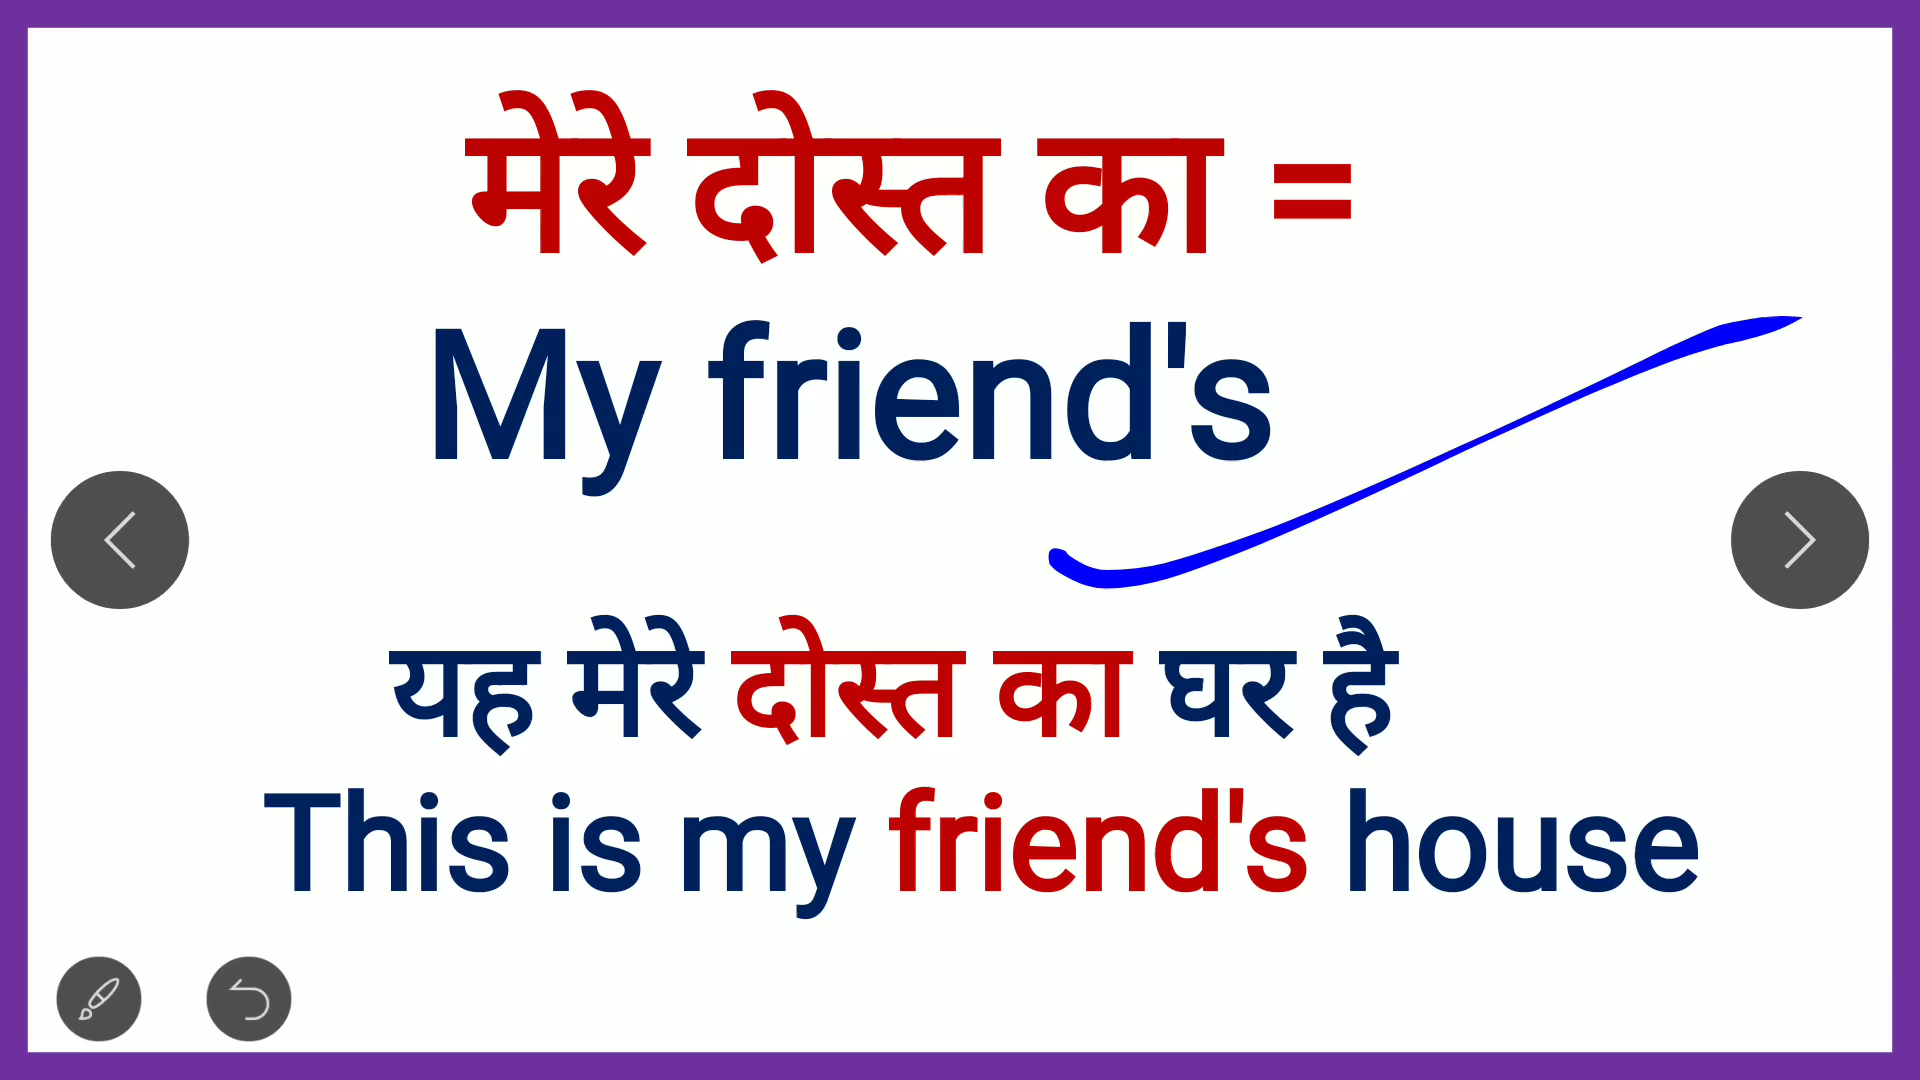 मेरे दोस्त का =
My friend's
यह मेरे दोस्त का घर है
This is my friend's house